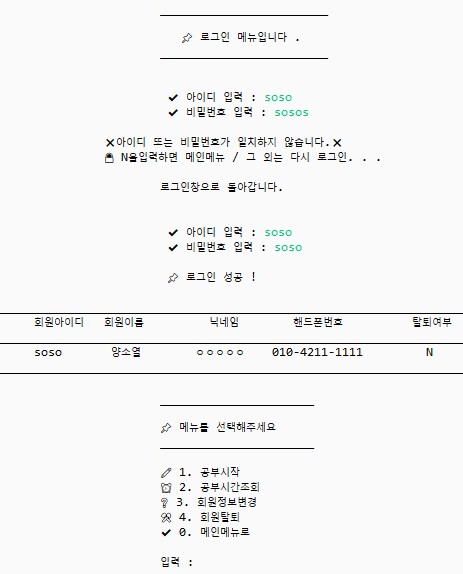 📌 로그인 메뉴입니다 .
✔ 아이디 입력 : soso
✔ 비밀번호 입력 : sosos
❌아이디 또는 비밀번호가 일치하지 않습니다.❌
N을입력하면 메인메뉴 / 그 외는 다시 로그인. . .
로그인창으로 돌아갑니다.
✔ 아이디 입력 : soso
✔ 비밀번호 입력 : soso
📌 로그인 성공 !
회원아이디 회원이름 닉네임 핸드폰번호 탈퇴여부
soso 양소열 ㅇㅇㅇㅇㅇ 010-4211-1111 N
📌 메뉴를 선택해주세요
1. 공부시작
2. 공부시간조회
3. 회원정보변경
4. 회원탈퇴
✔ 0. 메인메뉴로
입력 :